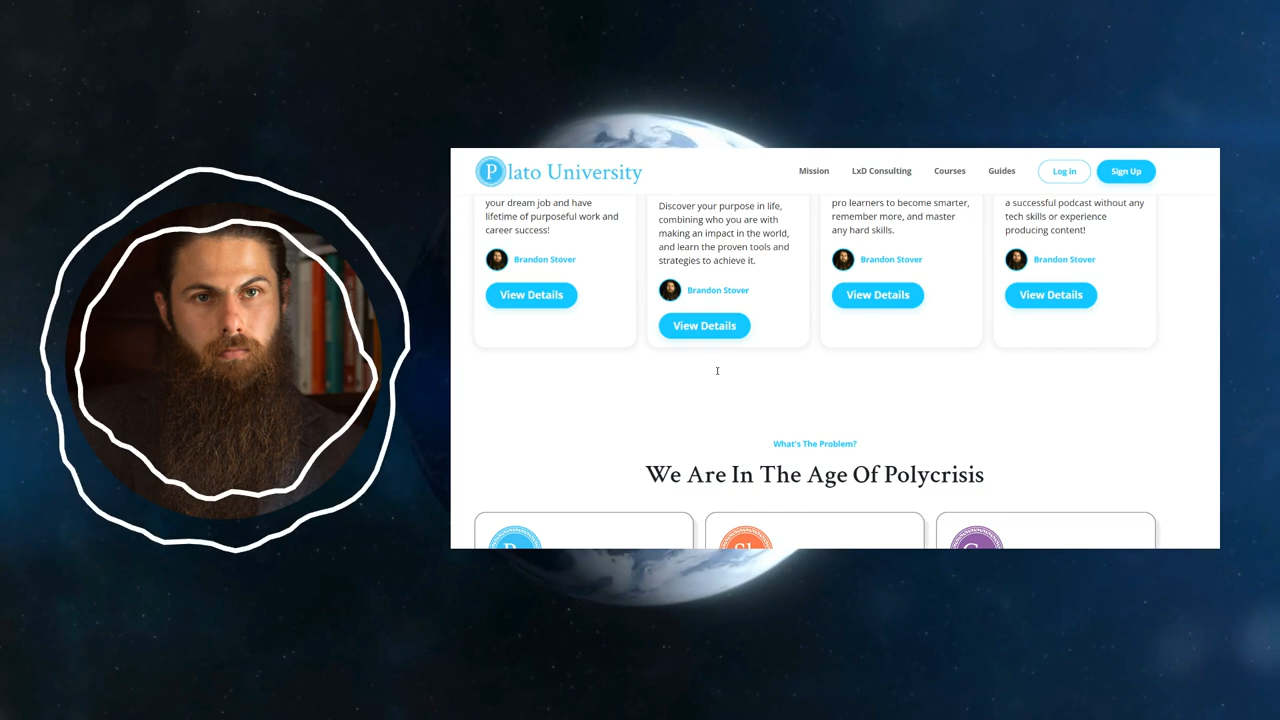 Plato University
Mission
LxD Consulting
Courses
Guides
Log in
Sign Up
your dream job and have
lifetime of purposeful work and
career success!
Brandon Stover
View Details
Discover your purpose in life,
combining who you are with
making an impact in the world,
and learn the proven tools and
strategies to achieve it.
Brandon Stover
View Details
pro learners to become smarter,
remember more, and master
any hard skills.
Brandon Stover
View Details
a successful podcast without any
tech skills or experience
producing content!
Brandon Stover
View Details
What's The Problem?
We Are In The Age Of Polycrisis